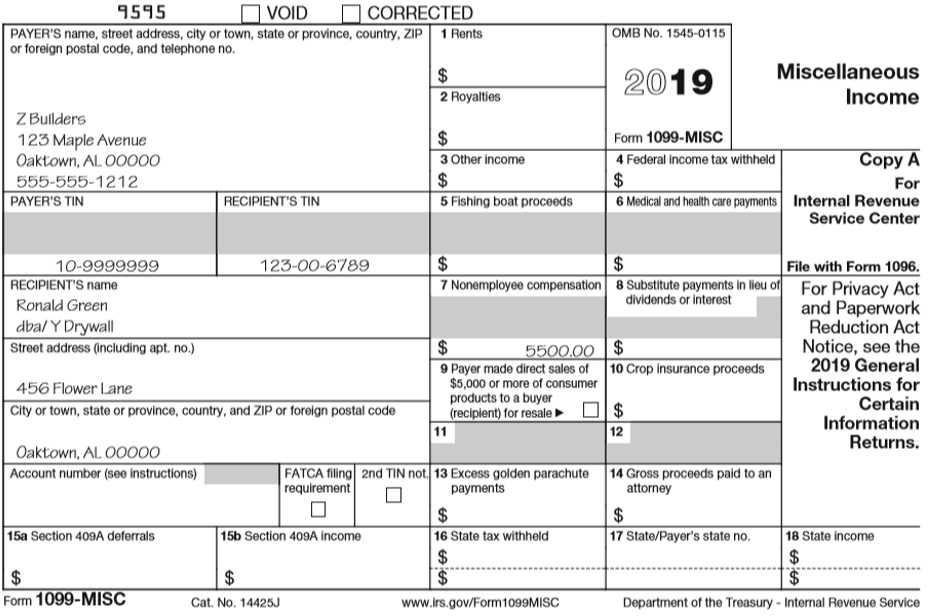 9595 VOID CORRECTED
PAYER'S name, street address, city or town, state or province, country, ZIP
or foreign postal code, and telephone no.
Z Builders
123 Maple Avenue
Oaktown, AL 00000
555-555-1212
1 Rents
$
2 Royalties
$
OMB No. 1545-0115
2019
Form 1099-MISC
Miscellaneous
Income
3 Other income
$
4 Federal income tax withheld
$
Copy A
For
Internal Revenue
Service Center
File with Form 1096.
PAYER'S TIN
10-9999999
RECIPIENT'S TIN
123-00-6789
5 Fishing boat proceeds
$
6 Medical and health care payments
$
RECIPIENT'S name
Ronald Green
dba/ Y Drywall
7 Nonemployee compensation
$ 5500.00
8 Substitute payments in lieu of
dividends or interest
$
For Privacy Act
and Paperwork
Reduction Act
Notice, see the
2019 General
Instructions for
Certain
Information
Returns.
Street address (including apt. no.)
456 Flower Lane
9 Payer made direct sales of
$5,000 or more of consumer
products to a buyer
(recipient) for resale ▶
10 Crop insurance proceeds
$
City or town, state or province, country, and ZIP or foreign postal code
Oaktown, AL 00000
11
12
Account number (see instructions)
FATCA filing
requirement
2nd TIN not.
13 Excess golden parachute
payments
$
14 Gross proceeds paid to an
attorney
$
15a Section 409A deferrals
$
15b Section 409A income
$
16 State tax withheld
$
$
17 State/Payer's state no.
18 State income
$
$
Form 1099-MISC Cat. No. 14425J www.irs.gov/Form1099MISC Department of the Treasury - Internal Revenue Service